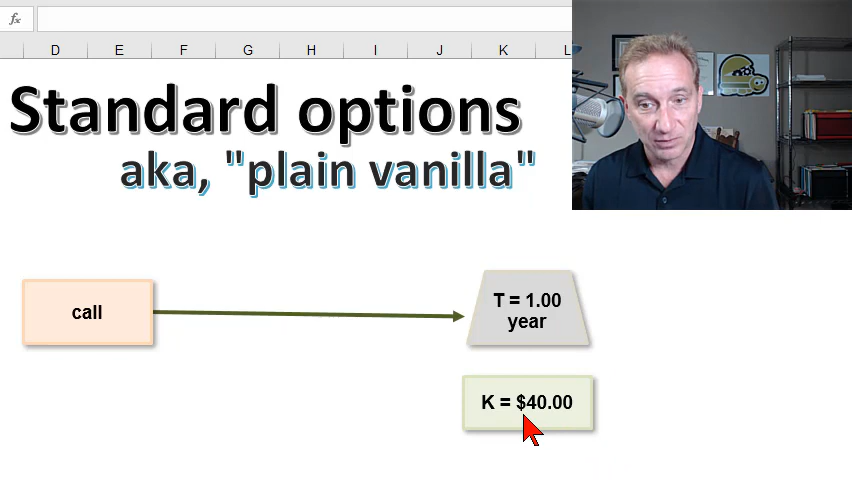 fx
D E F G H I J K L
Standard options
aka, "plain vanilla"
call
T = 1.00
year
K = $40.00